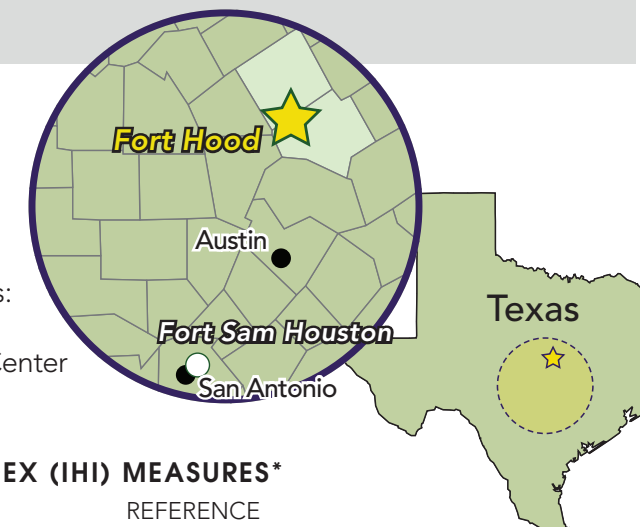 Fort Hood
Austin
s:
Texas
Fort Sam Houston
Center
San Antonio
EX (IHI) MEASURES*
REFERENCE